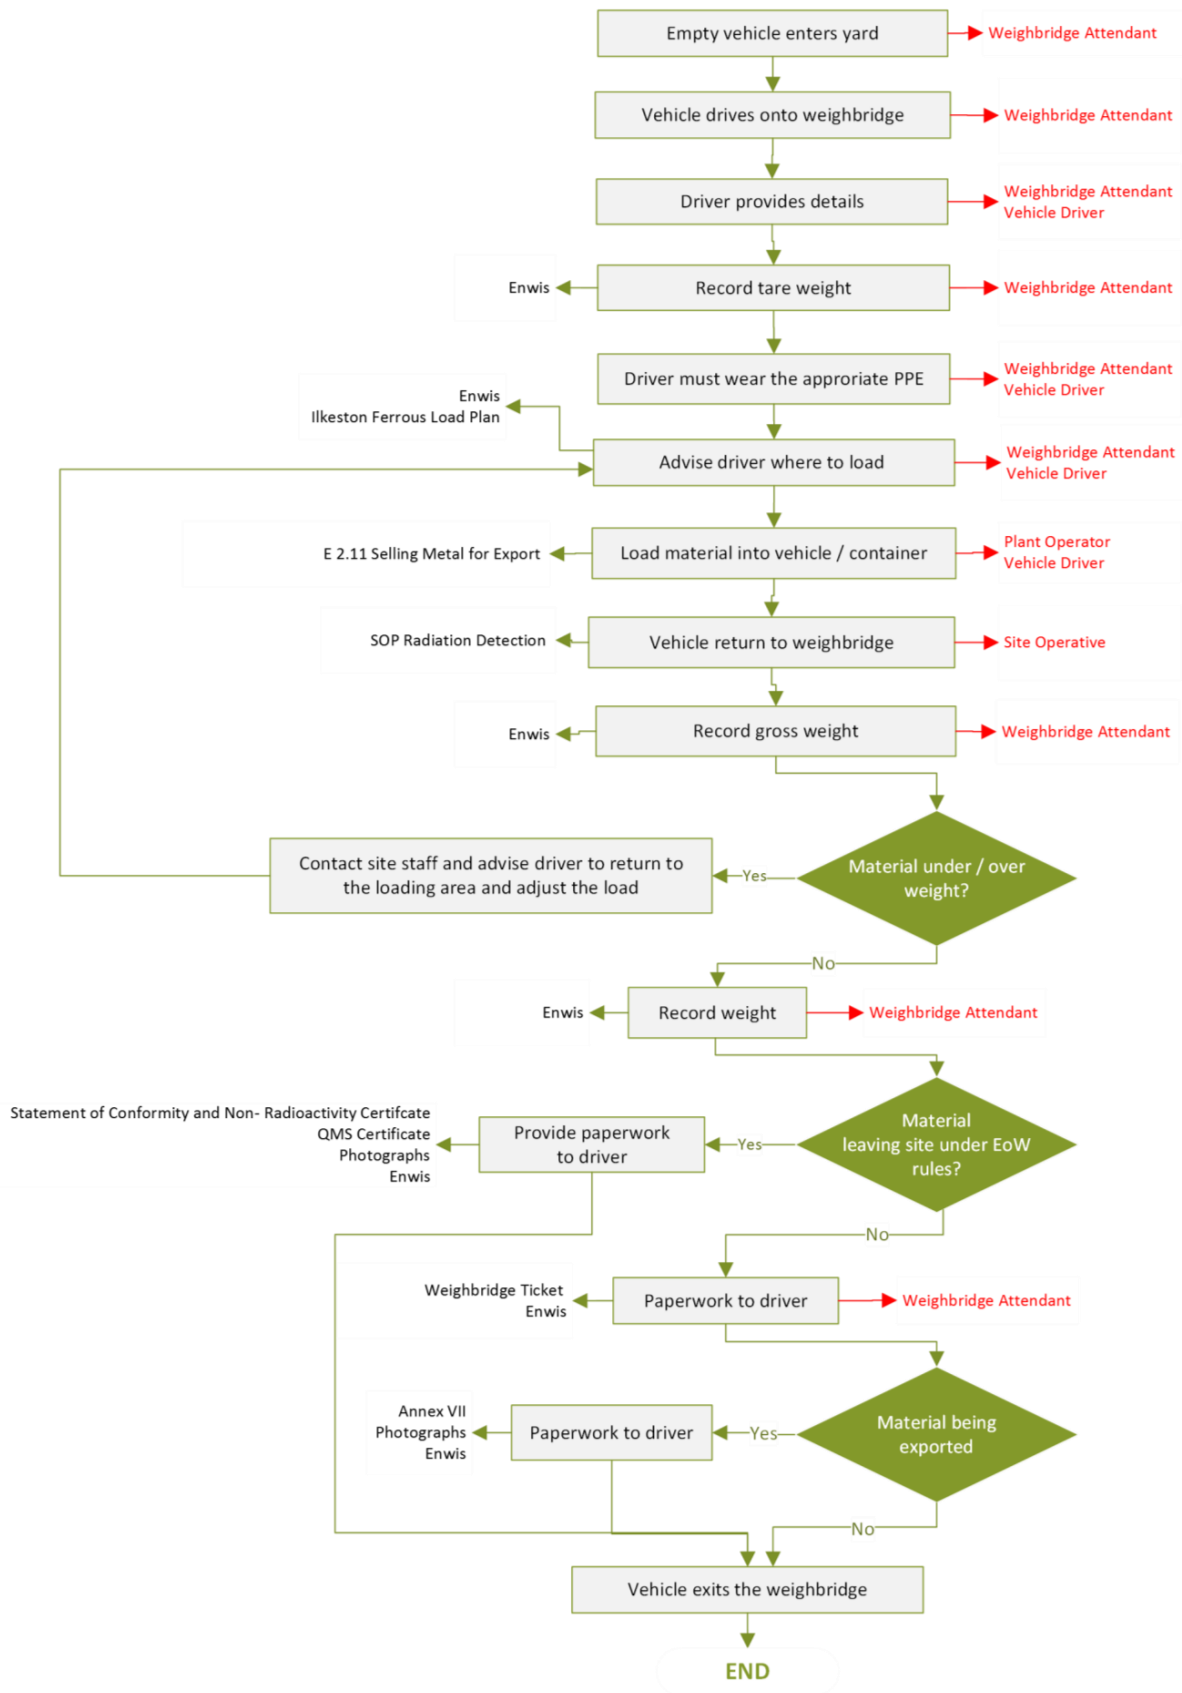 Empty vehicle enters yard
Weighbridge Attendant
Vehicle drives onto weighbridge
Weighbridge Attendant
Driver provides details
Weighbridge Attendant
Vehicle Driver
Enwis
Record tare weight
Weighbridge Attendant
Driver must wear the approriate PPE
Weighbridge Attendant
Vehicle Driver
Enwis
Ilkeston Ferrous Load Plan
Advise driver where to load
Weighbridge Attendant
Vehicle Driver
E 2.11 Selling Metal for Export
Load material into vehicle / container
Plant Operator
Vehicle Driver
SOP Radiation Detection
Vehicle return to weighbridge
Site Operative
Enwis
Record gross weight
Weighbridge Attendant
Contact site staff and advise driver to return to
the loading area and adjust the load
Yes
Material under / over
weight?
No
Enwis
Record weight
Weighbridge Attendant
Statement of Conformity and Non- Radioactivity Certifcate
QMS Certificate
Photographs
Enwis
Provide paperwork
to driver
Yes
Material
leaving site under EoW
rules?
No
Weighbridge Ticket
Enwis
Paperwork to driver
Weighbridge Attendant
Annex VII
Photographs
Enwis
Paperwork to driver
Yes
Material being
exported
No
Vehicle exits the weighbridge
END